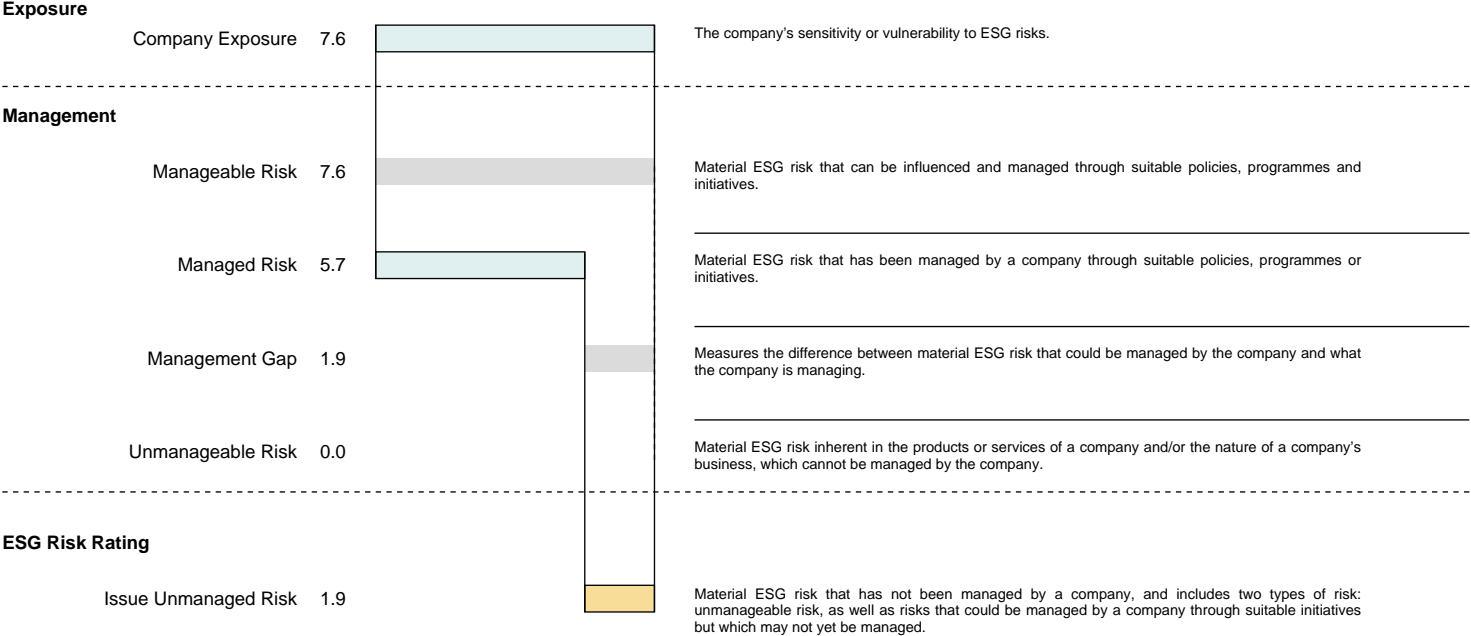 Exposure
Company Exposure 7.6
The company’s sensitivity or vulnerability to ESG risks.
Management
Manageable Risk 7.6
Material ESG risk that can be influenced and managed through suitable policies, programmes and
initiatives.
Managed Risk 5.7
Material ESG risk that has been managed by a company through suitable policies, programmes or
initiatives.
Management Gap 1.9
Measures the difference between material ESG risk that could be managed by the company and what
the company is managing.
Unmanageable Risk 0.0
Material ESG risk inherent in the products or services of a company and/or the nature of a company’s
business, which cannot be managed by the company.
ESG Risk Rating
Issue Unmanaged Risk 1.9
Material ESG risk that has not been managed by a company, and includes two types of risk:
unmanageable risk, as well as risks that could be managed by a company through suitable initiatives
but which may not yet be managed.